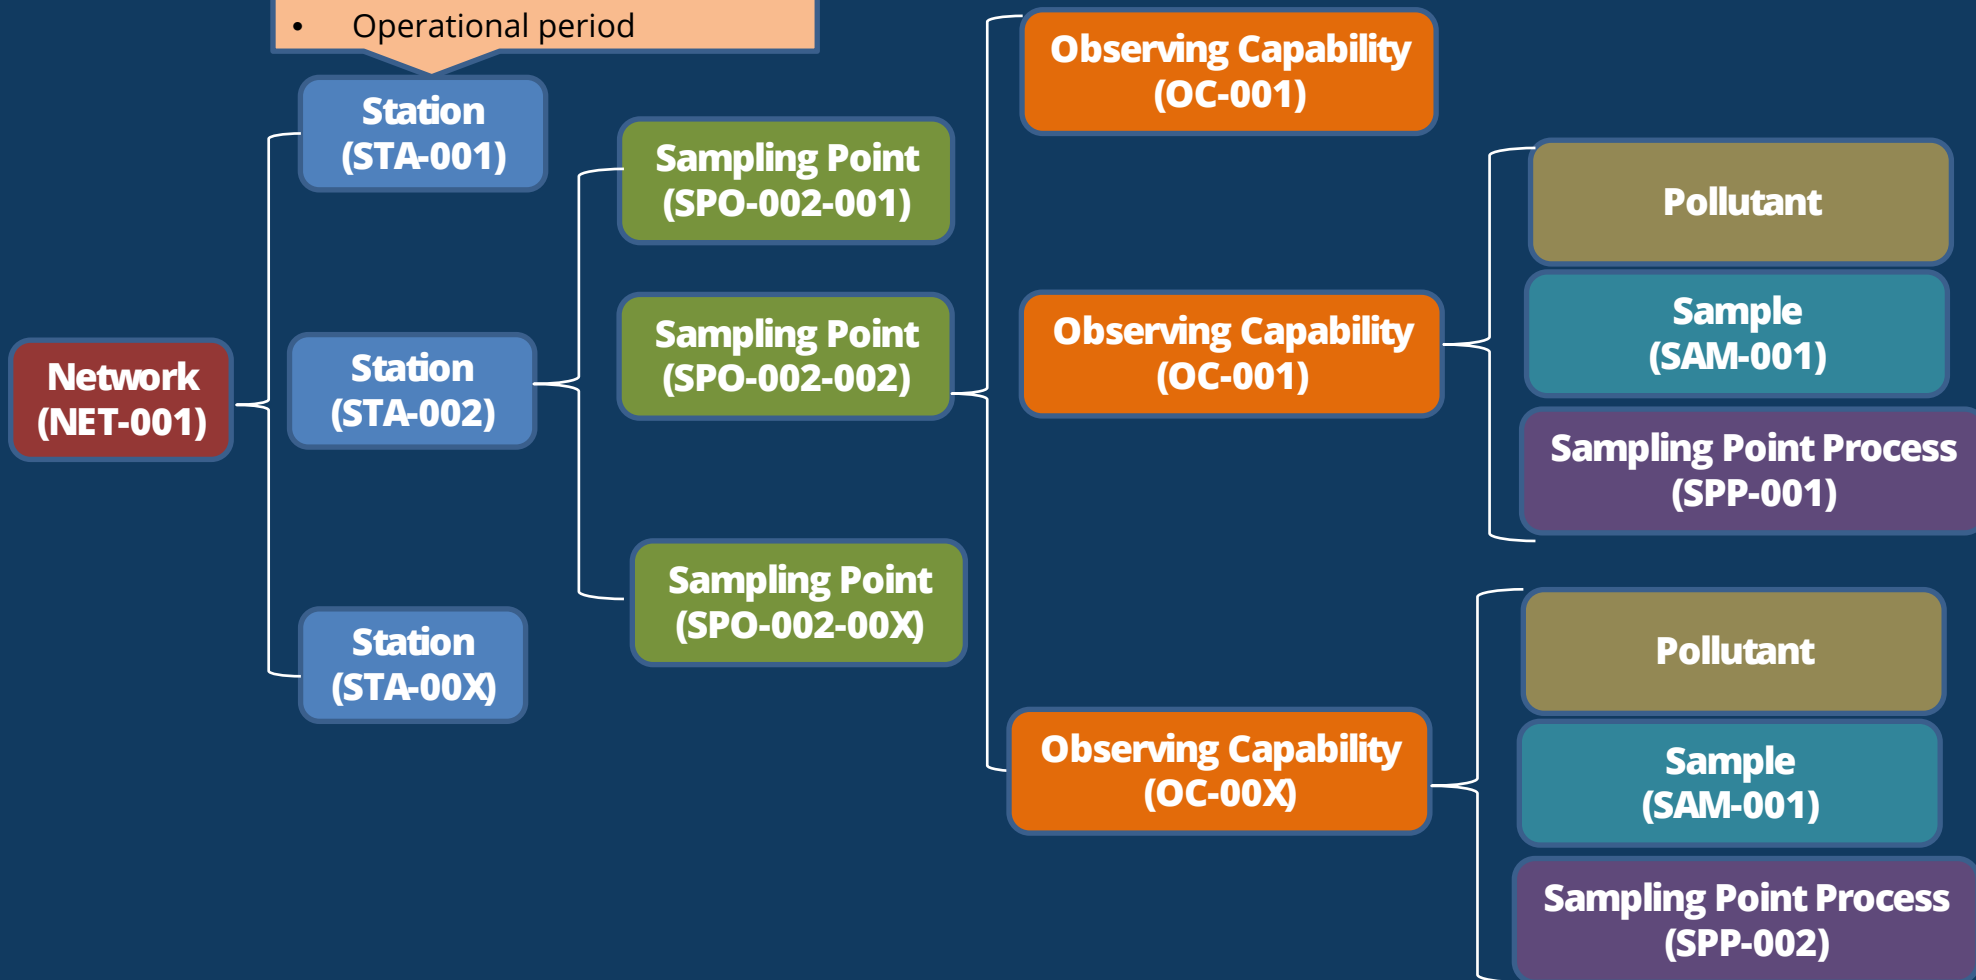 • Operational period
Station
(STA-001)
Network
(NET-001)
Station
(STA-002)
Station
(STA-00X)
Sampling Point
(SPO-002-001)
Sampling Point
(SPO-002-002)
Sampling Point
(SPO-002-00X)
Observing Capability
(OC-001)
Observing Capability
(OC-001)
Observing Capability
(OC-00X)
Pollutant
Sample
(SAM-001)
Sampling Point Process
(SPP-001)
Pollutant
Sample
(SAM-001)
Sampling Point Process
(SPP-002)